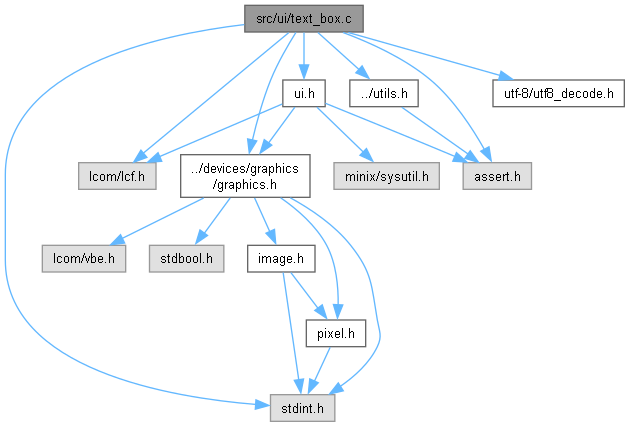 src/ui/text_box.c
ui.h
../utils.h
utf-8/utf8_decode.h
lcom/lcf.h
../devices/graphics
/graphics.h
minix/sysutil.h
assert.h
lcom/vbe.h
stdbool.h
image.h
pixel.h
stdint.h